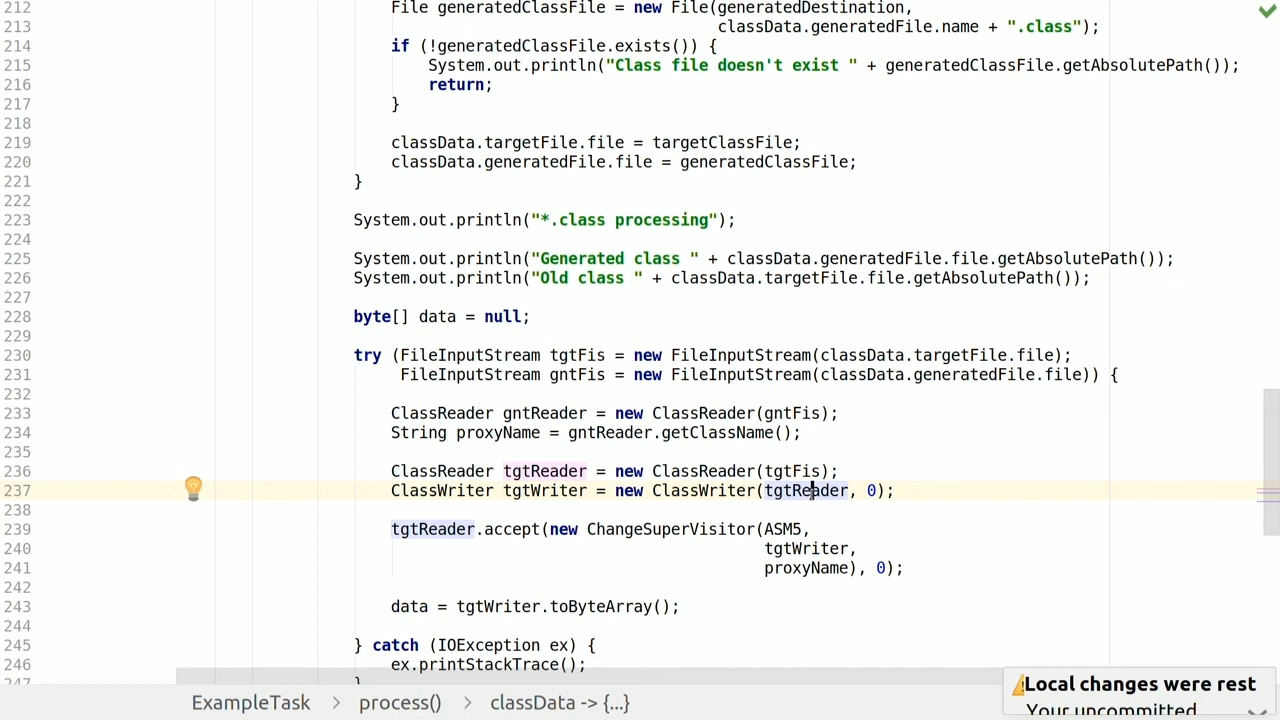 212 File generatedClassFile = new File(generatedDestination,
213 classData.generatedFile.name + ".class");
214 if (!generatedClassFile.exists()) {
215 System.out.println("Class file doesn't exist " + generatedClassFile.getAbsolutePath());
216 return;
217 }
218
219 classData.targetFile.file = targetClassFile;
220 classData.generatedFile.file = generatedClassFile;
221 }
222
223 System.out.println("*.class processing");
224
225 System.out.println("Generated class " + classData.generatedFile.file.getAbsolutePath());
226 System.out.println("Old class " + classData.targetFile.file.getAbsolutePath());
227
228 byte[] data = null;
229
230 try (FileInputStream tgtFis = new FileInputStream(classData.targetFile.file);
231 FileInputStream gntFis = new FileInputStream(classData.generatedFile.file)) {
232
233 ClassReader gntReader = new ClassReader(gntFis);
234 String proxyName = gntReader.getClassName();
235
236 ClassReader tgtReader = new ClassReader(tgtFis);
237 ClassWriter tgtWriter = new ClassWriter(tgtReader, 0);
238
239 tgtReader.accept(new ChangeSuperVisitor(ASM5,
240 tgtWriter,
241 proxyName), 0);
242
243 data = tgtWriter.toByteArray();
244
245 } catch (IOException ex) {
246 ex.printStackTrace();
247 }
ExampleTask > process() > classData -> {...}
Local changes were rest
Your uncommitted